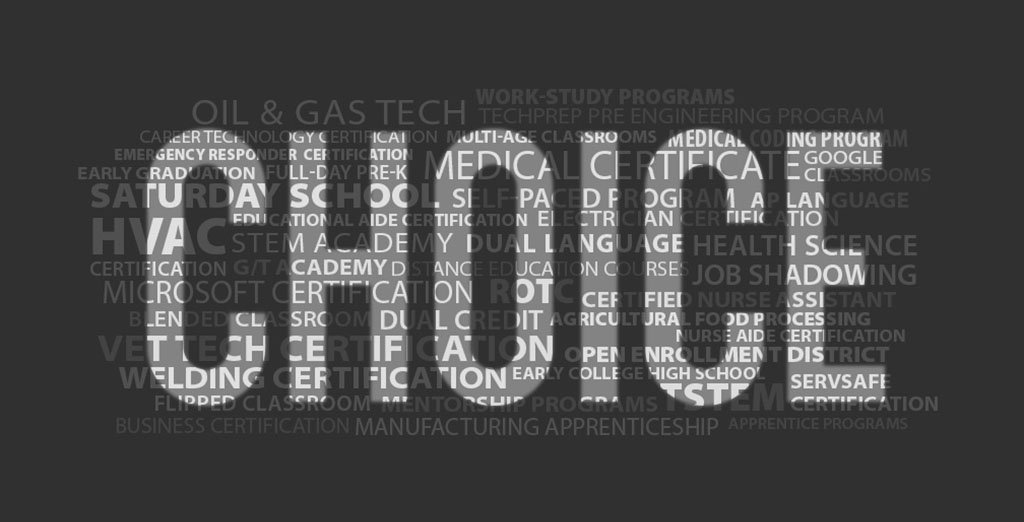 CHOICE
WORK-STUDY PROGRAMS
OIL & GAS TECH TECHPREP PRE ENGINEERING PROGRAM
CAREER TECHNOLOGY CERTIFICATION MULTI-AGE CLASSROOMS MEDICAL CODING PROGRAM
EMERGENCY RESPONDER CERTIFICATION MEDICAL CERTIFICATE GOOGLE
EARLY GRADUATION FULL-DAY PRE-K CLASSROOMS
SATURDAY SCHOOL SELF-PACED PROGRAM AP LANGUAGE
EDUCATIONAL AIDE CERTIFICATION ELECTRICIAN CERTIFICATION
HVAC STEM ACADEMY DUAL LANGUAGE HEALTH SCIENCE
CERTIFICATION G/T ACADEMY DISTANCE EDUCATION COURSES JOB SHADOWING
MICROSOFT CERTIFICATION ROTC CERTIFIED NURSE ASSISTANT
BLENDED CLASSROOM DUAL CREDIT AGRICULTURAL FOOD PROCESSING
NURSE AIDE CERTIFICATION
VET TECH CERTIFICATION OPEN ENROLLMENT DISTRICT
WELDING CERTIFICATION EARLY COLLEGE HIGH SCHOOL SERVSAFE
FLIPPED CLASSROOM MENTORSHIP PROGRAMS TSTEM CERTIFICATION
BUSINESS CERTIFICATION MANUFACTURING APPRENTICESHIP APPRENTICE PROGRAMS